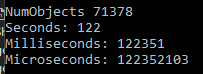 NumObjects 71378
Seconds: 122
Milliseconds: 122351
Microseconds: 122352103